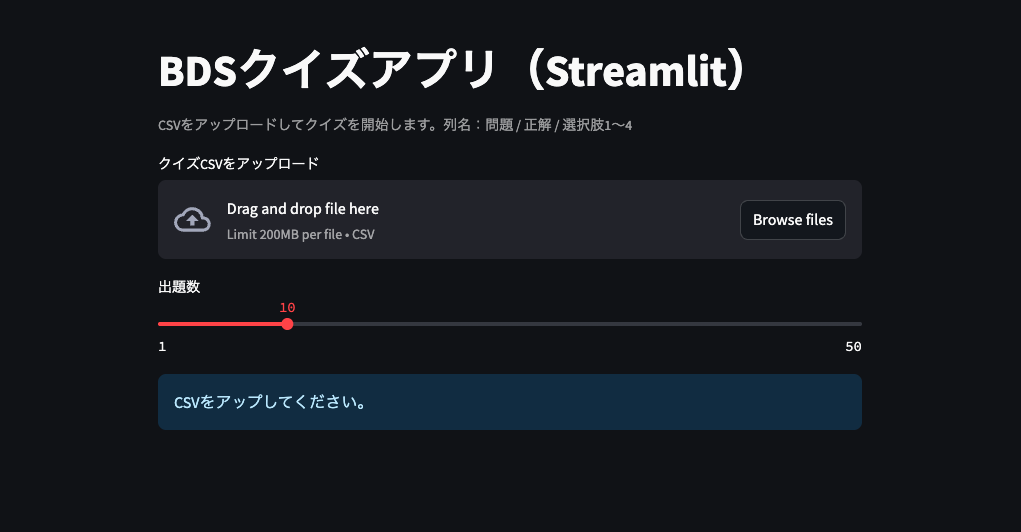 BDSクイズアプリ（Streamlit）
CSVをアップロードしてクイズを開始します。列名：問題 / 正解 / 選択肢1〜4
クイズCSVをアップロード
Drag and drop file here
Limit 200MB per file • CSV
Browse files
出題数
10
1
50
CSVをアップしてください。